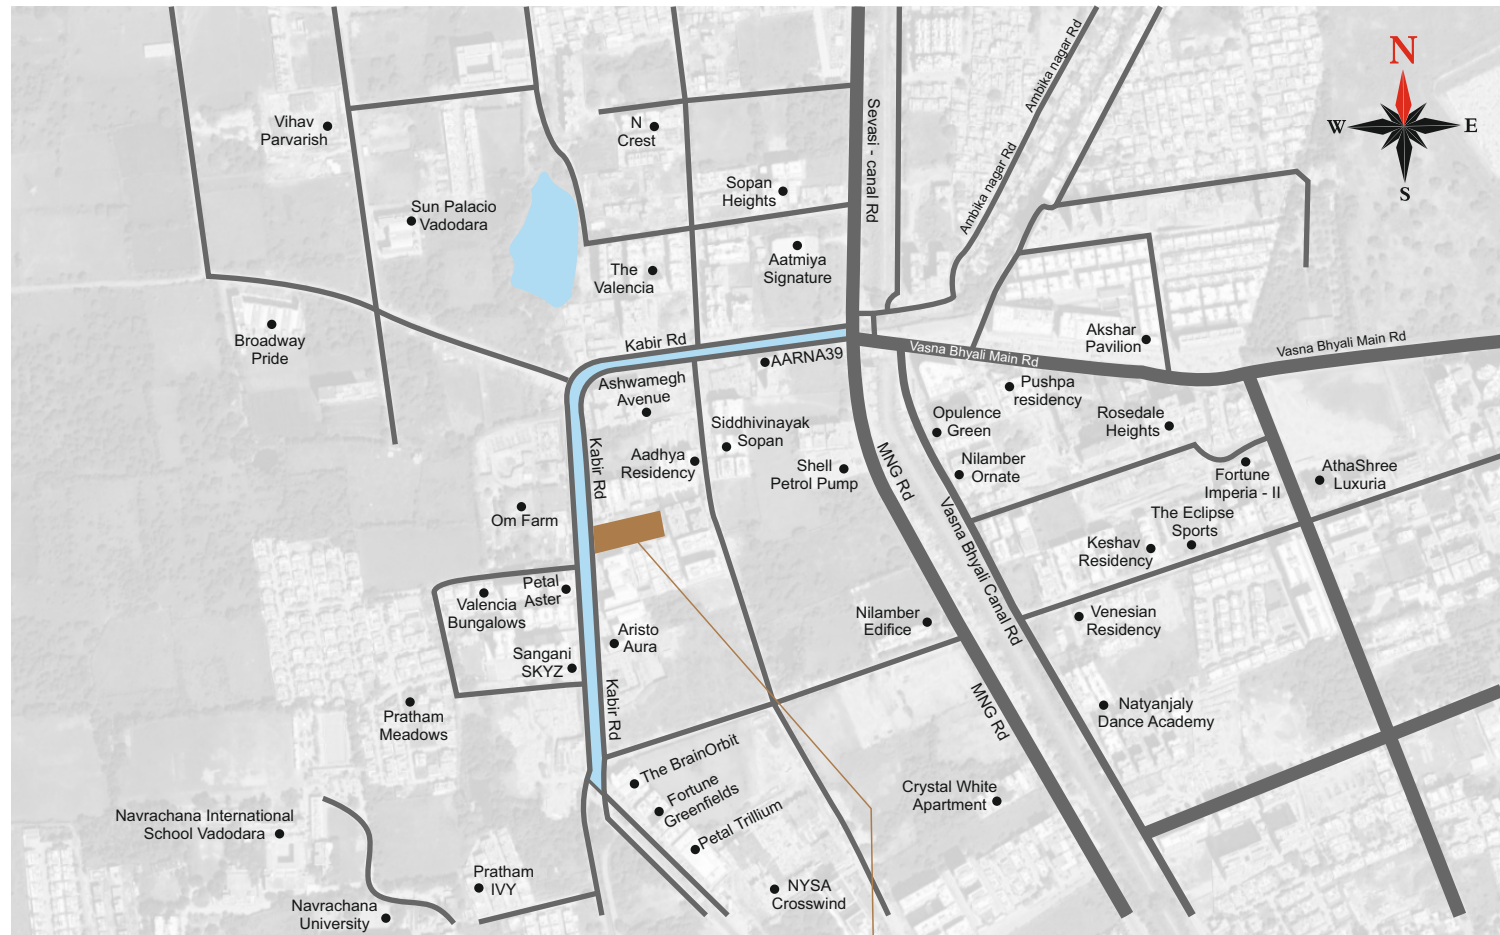 N
W
E
S
Ambika nagar Rd
Sevasi - canal Rd
Vihav
Parvarish
N
Crest
Ambika nagar Rd
Sopan
Heights
Sun Palacio
Vadodara
Aatmiya
Signature
The
Valencia
Broadway
Pride
Kabir Rd
Akshar
Pavilion
Vasna Bhyali Main Rd
Vasna Bhyali Main Rd
AARNA39
Ashwamegh
Avenue
Pushpa
residency
Opulence
Green
Rosedale
Heights
Siddhivinayak
Sopan
Kabir Rd
Aadhya
Residency
Shell
Petrol Pump
MNG Rd
Nilamber
Ornate
Fortune
Imperia - II
AthaShree
Luxuria
Om Farm
The Eclipse
Sports
Vasna Bhyali Canal Rd
Keshav
Residency
Petal
Aster
Valencia
Bungalows
Nilamber
Edifice
Venesian
Residency
Aristo
Aura
Sangani
SKYZ
Kabir Rd
MNG Rd
Natyanjaly
Dance Academy
Pratham
Meadows
The BrainOrbit
Fortune
Greenfields
Crystal White
Apartment
Navrachana International
School Vadodara
Petal Trillium
Pratham
IVY
NYSA
Crosswind
Navrachana
University